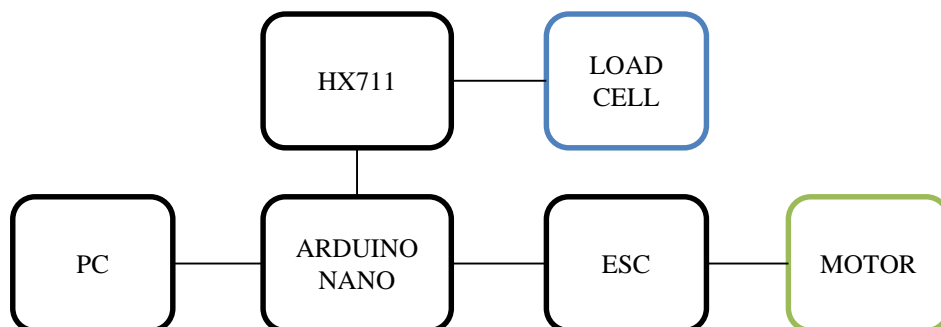 HX711
LOAD
CELL
PC
ARDUINO
NANO
ESC
MOTOR